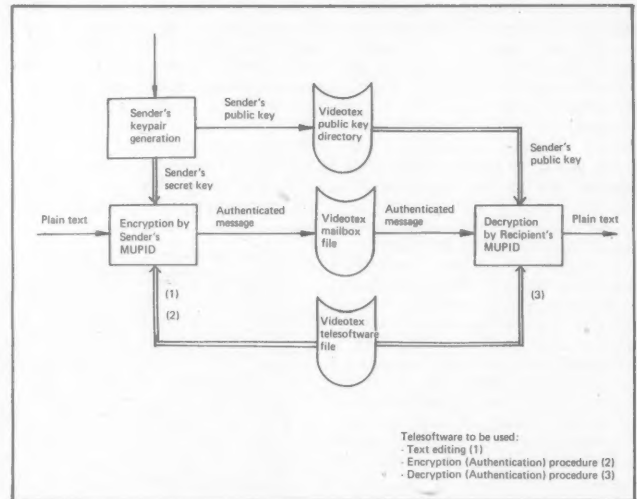 Sender's
keypair
generation
Sender's
public key
Videotex
public key
directory
Sender's
secret key
Sender's
public key
Plain text
Encryption by
Sender's
MUPID
Authenticated
message
Videotex
mailbox
file
Authenticated
message
Decryption
by Recipient's
MUPID
Plain text
(1)
(2)
Videotex
telesoftware
file
(3)
Telesoftware to be used:
- Text editing (1)
- Encryption (Authentication) procedure (2)
- Decryption (Authentication) procedure (3)